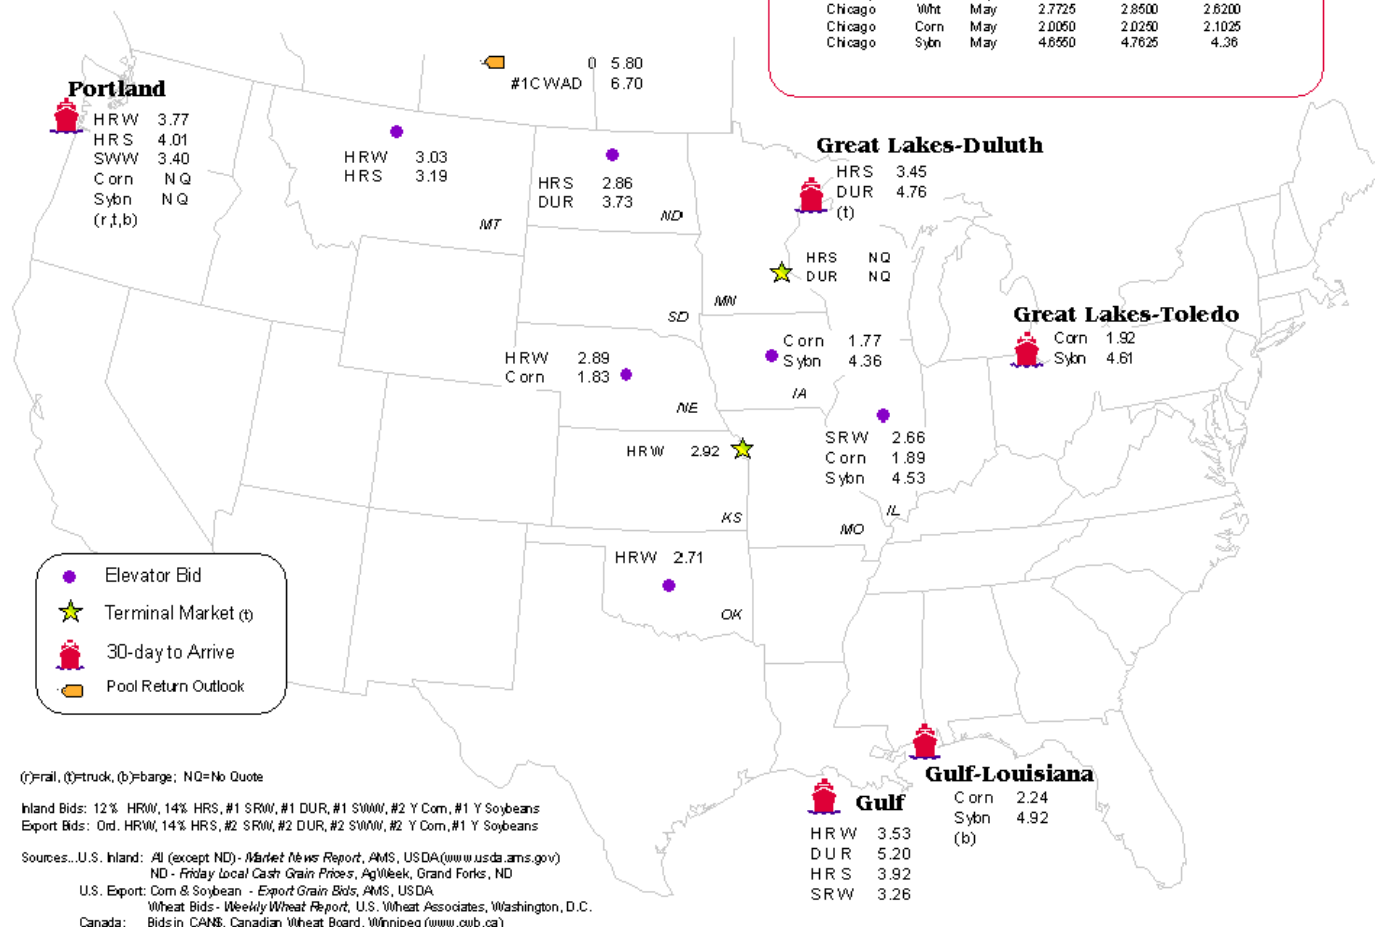 Chicago Wht May 2.7725 2.8500 2.6200
Chicago Corn May 2.0050 2.0250 2.1025
Chicago Sybn May 4.6550 4.7625 4.36
0 5.80
#1CWAD 6.70
Portland
HRW 3.77
HRS 4.01
SWW 3.40
Corn NQ
Sybn NQ
(r,t,b)
HRW 3.03
HRS 3.19
MT
HRS 2.86
DUR 3.73
ND
Great Lakes-Duluth
HRS 3.45
DUR 4.76
(t)
HRS NQ
DUR NQ
MN
SD
Great Lakes-Toledo
Corn 1.92
Sybn 4.61
Corn 1.77
Sybn 4.36
IA
HRW 2.89
Corn 1.83
NE
SRW 2.66
Corn 1.89
Sybn 4.53
IL
HRW 2.92
KS
MO
HRW 2.71
OK
Elevator Bid
Terminal Market (t)
30-day to Arrive
Pool Return Outlook
Gulf-Louisiana
Corn 2.24
Sybn 4.92
(b)
Gulf
HRW 3.53
DUR 5.20
HRS 3.92
SRW 3.26
(r)=rail, (t)=truck, (b)=barge; NQ=No Quote
Inland Bids: 12% HRW, 14% HRS, #1 SRW, #1 DUR, #1 SWW, #2 Y Corn, #1 Y Soybeans
Export Bids: Ord. HRW, 14% HRS, #2 SRW, #2 DUR, #2 SWW, #2 Y Corn, #1 Y Soybeans
Sources...U.S. Inland: All (except ND) - Market News Report, AMS, USDA (www.usda.ams.gov)
ND - Friday Local Cash Grain Prices, AgWeek, Grand Forks, ND
U.S. Export: Corn & Soybean - Export Grain Bids, AMS, USDA
Wheat Bids - Weekly Wheat Report, U.S. Wheat Associates, Washington, D.C.
Canada: Bids in CAN$, Canadian Wheat Board, Winnipeg (www.cwb.ca)